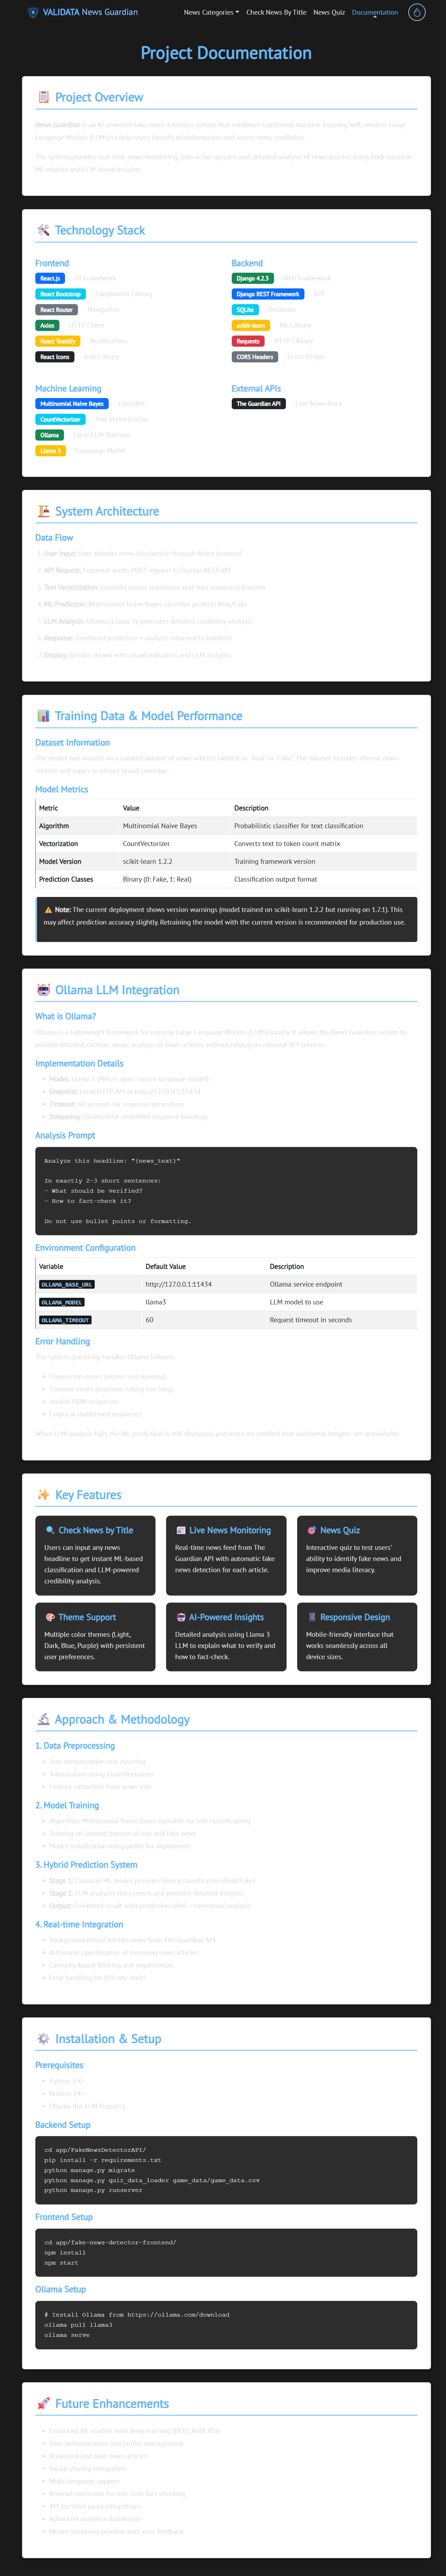 VALIDATA News Guardian
News Categories
Check News By Title
News Quiz
Documentation
Project Documentation
Project Overview
News Guardian is an AI-powered fake news detection system that combines traditional machine learning with modern Large
Language Models (LLMs) to help users identify misinformation and assess news credibility.
The system provides real-time news monitoring, interactive quizzes, and detailed analysis of news articles using both classical
ML models and LLM-based insights.
Technology Stack
Frontend
React.js - UI Framework
React Bootstrap - Component Library
React Router - Navigation
Axios - HTTP Client
React Toastify - Notifications
React Icons - Icon Library
Backend
Django 4.2.3 - Web Framework
Django REST Framework - API
SQLite - Database
scikit-learn - ML Library
Requests - HTTP Library
CORS Headers - Cross-Origin
Machine Learning
Multinomial Naive Bayes - Classifier
CountVectorizer - Text Vectorization
Ollama - Local LLM Runtime
Llama 3 - Language Model
External APIs
The Guardian API - Live News Data
System Architecture
Data Flow
1. User Input: User submits news title/article through React frontend
2. API Request: Frontend sends POST request to Django REST API
3. Text Vectorization: CountVectorizer transforms text into numerical features
4. ML Prediction: Multinomial Naive Bayes classifier predicts Real/Fake
5. LLM Analysis: Ollama (Llama 3) generates detailed credibility analysis
6. Response: Combined prediction + analysis returned to frontend
7. Display: Results shown with visual indicators and LLM insights
Training Data & Model Performance
Dataset Information
The model was trained on a curated dataset of news articles labeled as "Real" or "Fake". The dataset includes diverse news
sources and topics to ensure broad coverage.
Model Metrics
Metric Value Description
Algorithm Multinomial Naive Bayes Probabilistic classifier for text classification
Vectorization CountVectorizer Converts text to token count matrix
Model Version scikit-learn 1.2.2 Training framework version
Prediction Classes Binary (0: Fake, 1: Real) Classification output format
⚠️ Note: The current deployment shows version warnings (model trained on scikit-learn 1.2.2 but running on 1.7.1). This
may affect prediction accuracy slightly. Retraining the model with the current version is recommended for production use.
Ollama LLM Integration
What is Ollama?
Ollama is a lightweight framework for running Large Language Models (LLMs) locally. It allows the News Guardian system to
provide detailed, context-aware analysis of news articles without relying on external API services.
Implementation Details
• Model: Llama 3 (Meta's open-source language model)
• Endpoint: Local HTTP API at http://127.0.0.1:11434
• Timeout: 60 seconds for response generation
• Streaming: Disabled for simplified response handling
Analysis Prompt
Analyze this headline: "{news_text}"
In exactly 2-3 short sentences:
- What should be verified?
- How to fact-check it?
Do not use bullet points or formatting.
Environment Configuration
Variable Default Value Description
OLLAMA_BASE_URL http://127.0.0.1:11434 Ollama service endpoint
OLLAMA_MODEL llama3 LLM model to use
OLLAMA_TIMEOUT 60 Request timeout in seconds
Error Handling
The system gracefully handles Ollama failures:
• Connection errors (service not running)
• Timeout errors (response taking too long)
• Invalid JSON responses
• Empty or malformed responses
When LLM analysis fails, the ML prediction is still displayed, and users are notified that additional insights are unavailable.
Key Features
Check News by Title
Users can input any news
headline to get instant ML-based
classification and LLM-powered
credibility analysis.
Live News Monitoring
Real-time news feed from The
Guardian API with automatic fake
news detection for each article.
News Quiz
Interactive quiz to test users'
ability to identify fake news and
improve media literacy.
Theme Support
Multiple color themes (Light,
Dark, Blue, Purple) with persistent
user preferences.
AI-Powered Insights
Detailed analysis using Llama 3
LLM to explain what to verify and
how to fact-check.
Responsive Design
Mobile-friendly interface that
works seamlessly across all
device sizes.
Approach & Methodology
1. Data Preprocessing
• Text normalization and cleaning
• Tokenization using CountVectorizer
• Feature extraction from news text
2. Model Training
• Algorithm: Multinomial Naive Bayes (suitable for text classification)
• Training on labeled dataset of real and fake news
• Model serialization using pickle for deployment
3. Hybrid Prediction System
• Stage 1: Classical ML model provides binary classification (Real/Fake)
• Stage 2: LLM analyzes the content and provides detailed insights
• Output: Combined result with prediction label + contextual analysis
4. Real-time Integration
• Background thread fetches news from The Guardian API
• Automatic classification of incoming news articles
• Category-based filtering and organization
• Error handling for API rate limits
Installation & Setup
Prerequisites
• Python 3.8+
• Node.js 14+
• Ollama (for LLM features)
Backend Setup
cd app/FakeNewsDetectorAPI/
pip install -r requirements.txt
python manage.py migrate
python manage.py quiz_data_loader game_data/game_data.csv
python manage.py runserver
Frontend Setup
cd app/fake-news-detector-frontend/
npm install
npm start
Ollama Setup
# Install Ollama from https://ollama.com/download
ollama pull llama3
ollama serve
Future Enhancements
• Enhanced ML models with deep learning (BERT, RoBERTa)
• User authentication and profile management
• Bookmark and save news articles
• Social sharing integration
• Multi-language support
• Browser extension for real-time fact-checking
• API for third-party integrations
• Advanced analytics dashboard
• Model retraining pipeline with user feedback